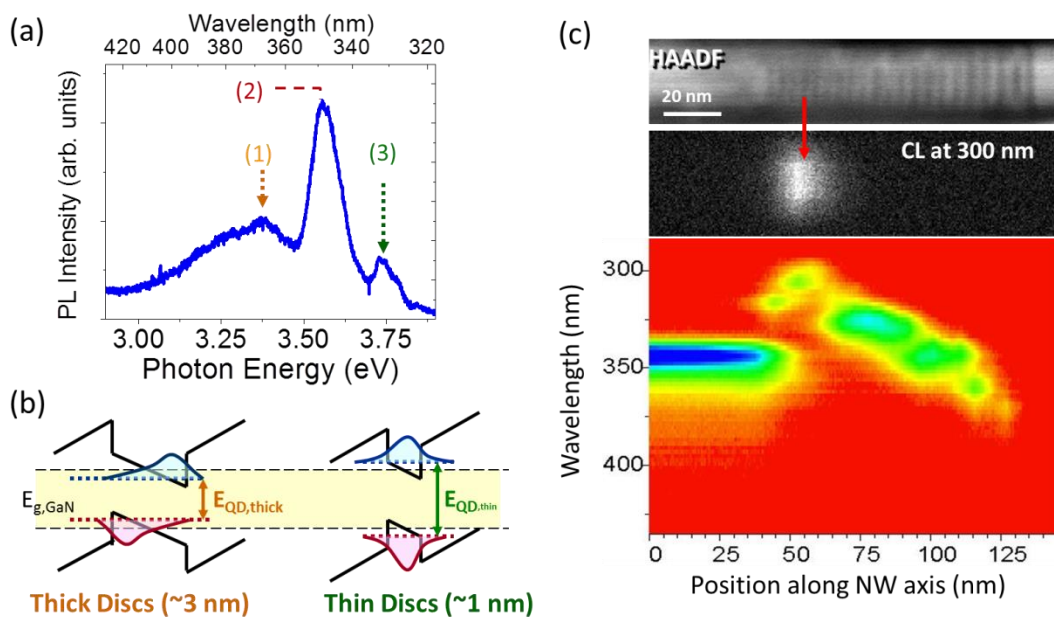 (a)
Wavelength (nm)
420 400 380 360 340 320
(2)
(1)
(3)
PL Intensity (arb. units)
3.00 3.25 3.50 3.75
Photon Energy (eV)
(b)
E_g,GaN
E_QD,thick
E_QD,thin
Thick Discs (~3 nm)
Thin Discs (~1 nm)
(c)
HAADF
20 nm
CL at 300 nm
300
350
400
Wavelength (nm)
0 25 50 75 100 125
Position along NW axis (nm)